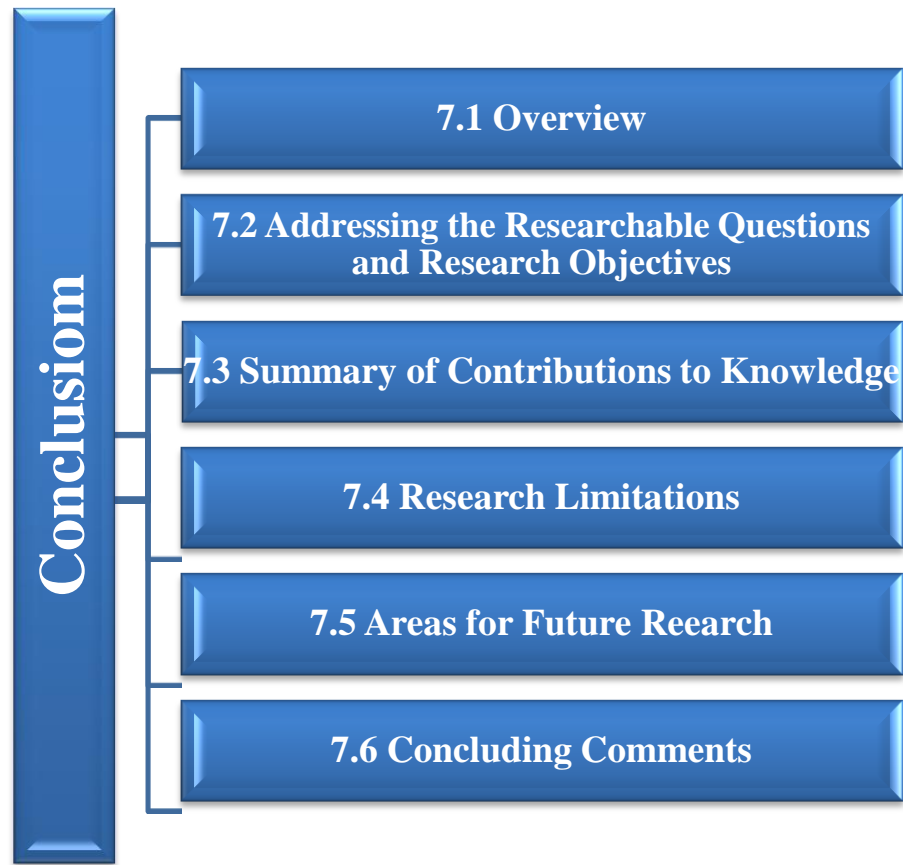 Conclusiom
7.1 Overview
7.2 Addressing the Researchable Questions
and Research Objectives
7.3 Summary of Contributions to Knowledge
7.4 Research Limitations
7.5 Areas for Future Reearch
7.6 Concluding Comments